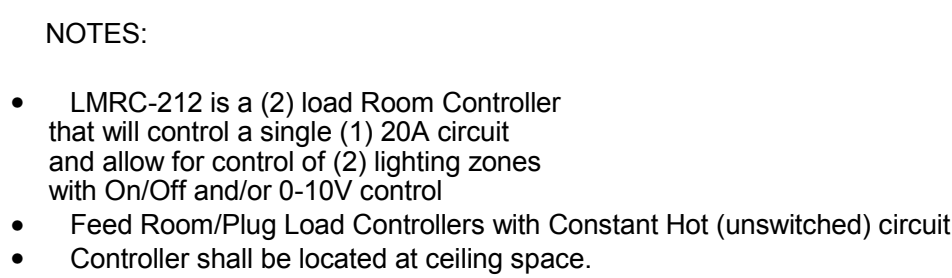 NOTES:
• LMRC-212 is a (2) load Room Controller
that will control a single (1) 20A circuit
and allow for control of (2) lighting zones
with On/Off and/or 0-10V control
• Feed Room/Plug Load Controllers with Constant Hot (unswitched) circuit
• Controller shall be located at ceiling space.